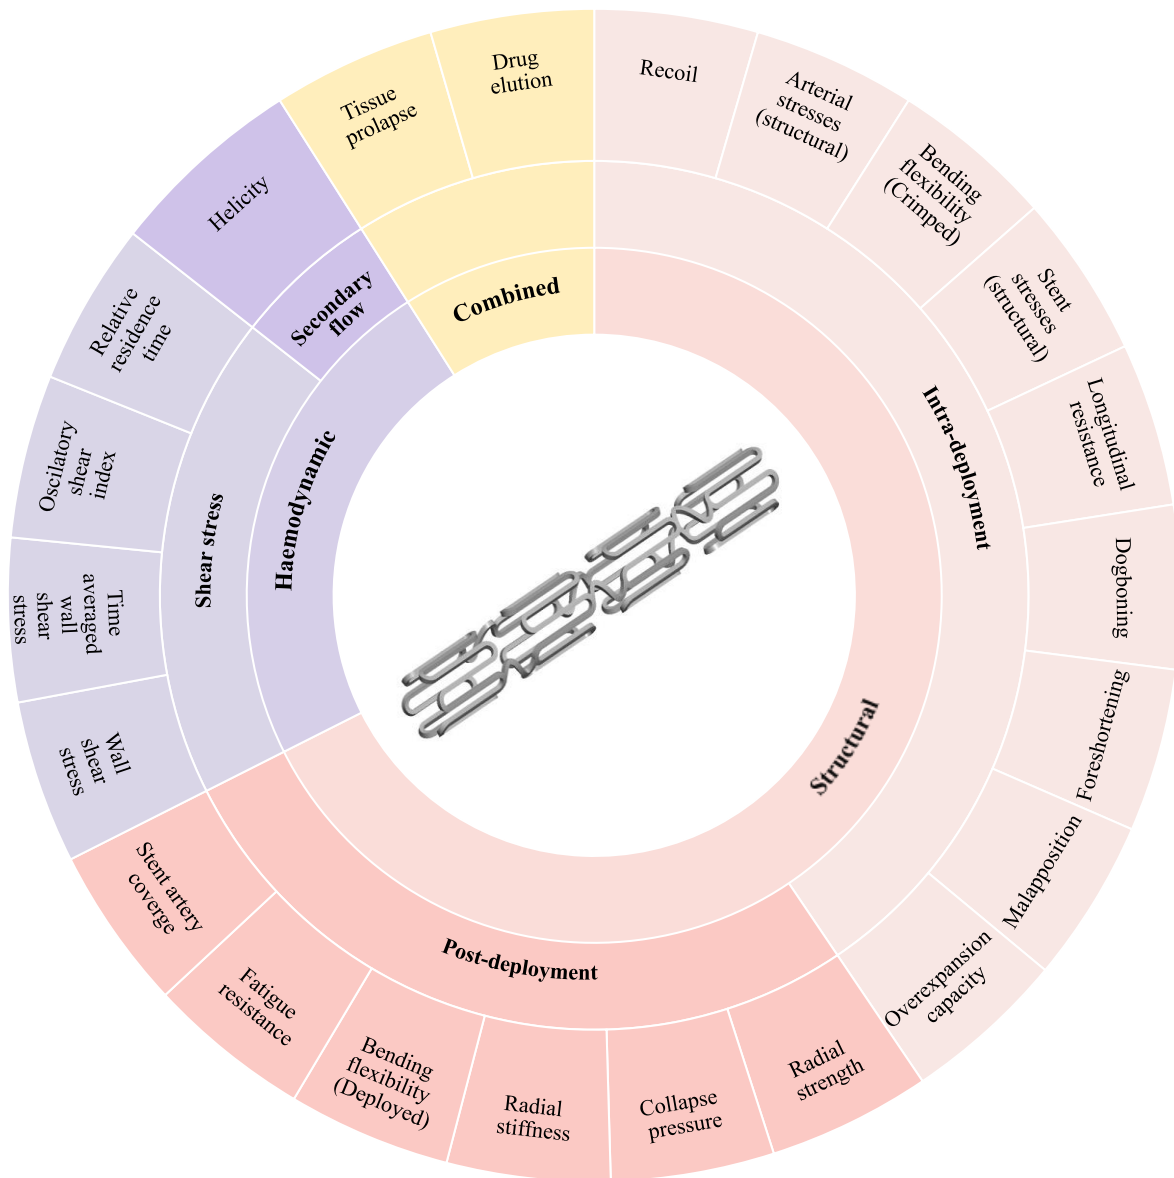 Combined
Drug
elution
Tissue
prolapse
Structural
Intra-deployment
Recoil
Arterial
stresses
(structural)
Bending
flexibility
(Crimped)
Stent
stresses
(structural)
Longitudinal
resistance
Dogboning
Foreshortening
Malapposition
Overexpansion
capacity
Post-deployment
Radial
strength
Collapse
pressure
Radial
stiffness
Bending
flexibility
(Deployed)
Fatigue
resistance
Stent artery
coverge
Haemodynamic
Shear stress
Wall
shear
stress
Time
averaged
wall
shear
stress
Oscilatory
shear
index
Relative
residence
time
Secondary
flow
Helicity